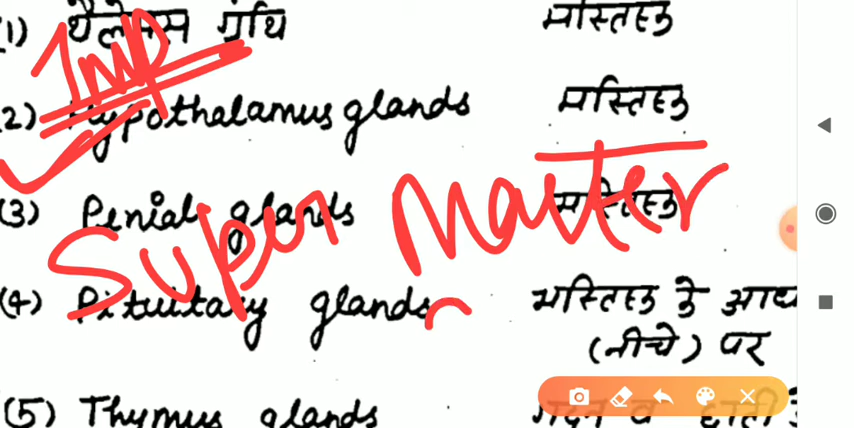 (1) थैलेमस ग्रंथि मस्तिष्क
Imp
(2) Hypothalamus glands मस्तिष्क
(3) Penial glands मस्तिष्क
Super Master
(4) Pituitary glands मस्तिष्क के
(नीचे) पर
(5) Thymus glands